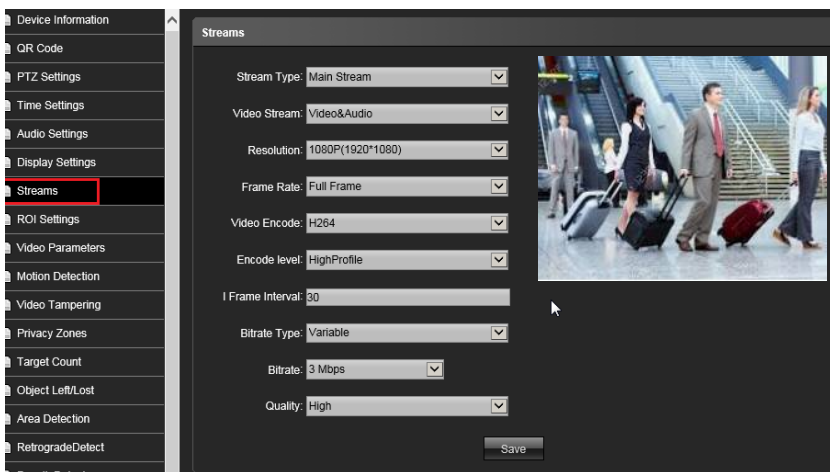 Device Information
QR Code
PTZ Settings
Time Settings
Audio Settings
Display Settings
Streams
ROI Settings
Video Parameters
Motion Detection
Video Tampering
Privacy Zones
Target Count
Object Left/Lost
Area Detection
RetrogradeDetect
Streams
Stream Type: Main Stream
Video Stream: Video&Audio
Resolution: 1080P(1920*1080)
Frame Rate: Full Frame
Video Encode: H264
Encode level: HighProfile
I Frame Interval: 30
Bitrate Type: Variable
Bitrate: 3 Mbps
Quality: High
Save